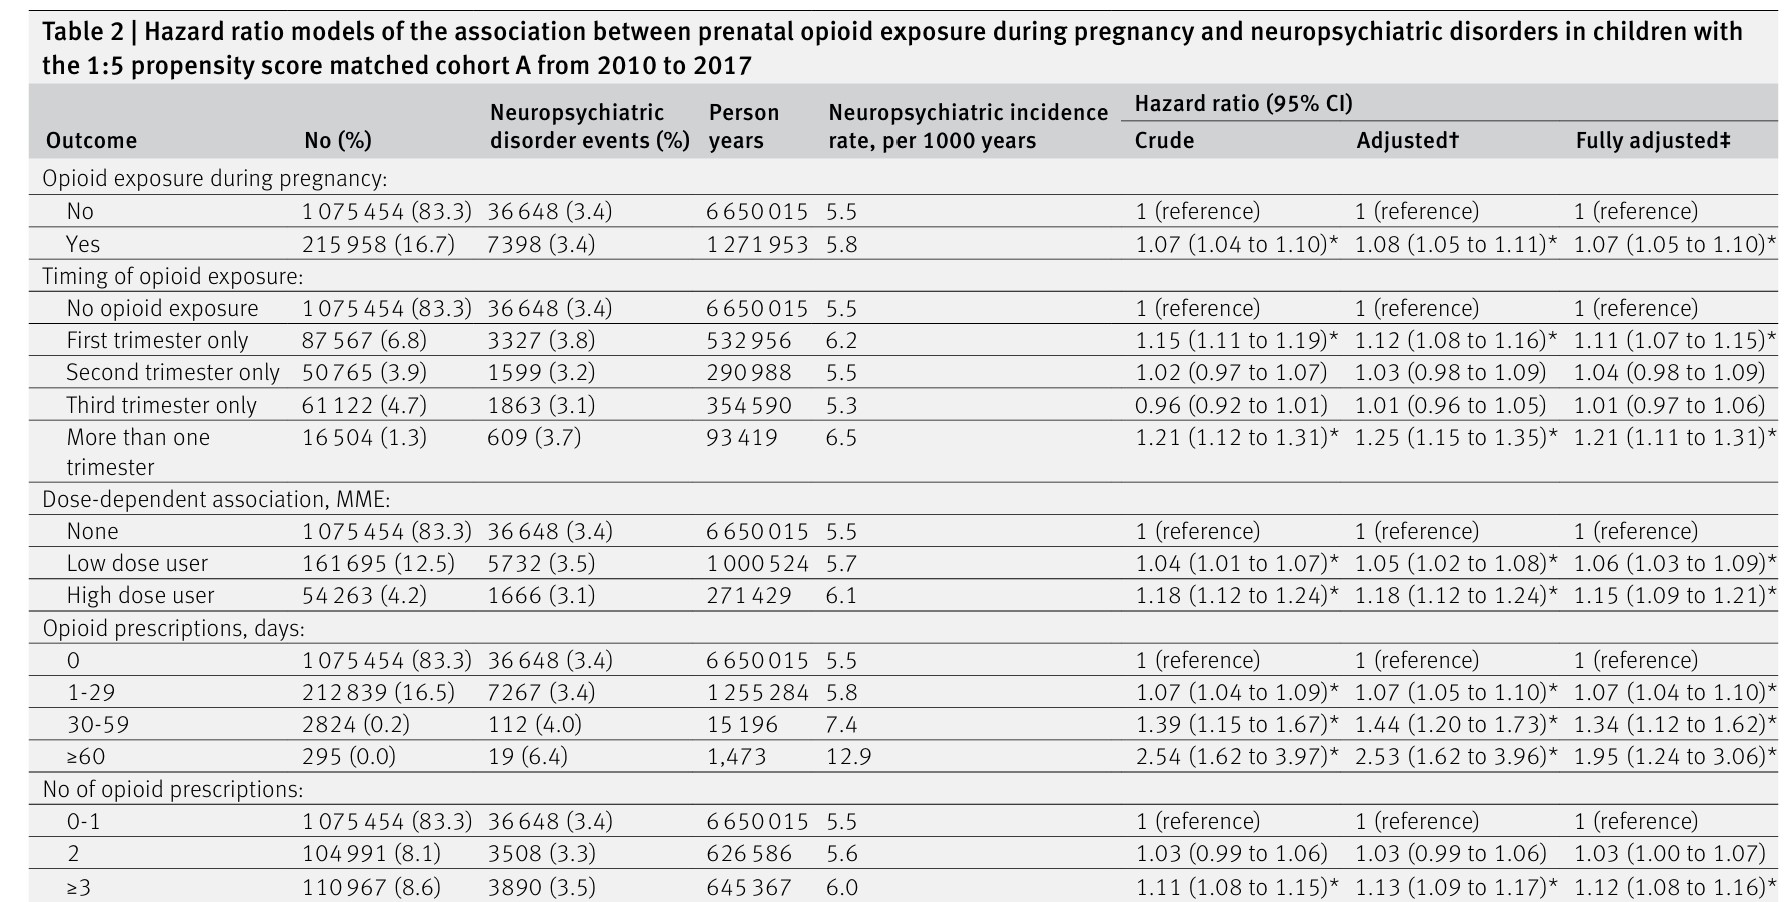 Table 2 | Hazard ratio models of the association between prenatal opioid exposure during pregnancy and neuropsychiatric disorders in children with
the 1:5 propensity score matched cohort A from 2010 to 2017
Outcome No (%) Neuropsychiatric disorder events (%) Person years Neuropsychiatric incidence rate, per 1000 years Hazard ratio (95% CI)
Crude Adjusted† Fully adjusted‡
Opioid exposure during pregnancy:
No 1 075 454 (83.3) 36 648 (3.4) 6 650 015 5.5 1 (reference) 1 (reference) 1 (reference)
Yes 215 958 (16.7) 7398 (3.4) 1 271 953 5.8 1.07 (1.04 to 1.10)* 1.08 (1.05 to 1.11)* 1.07 (1.05 to 1.10)*
Timing of opioid exposure:
No opioid exposure 1 075 454 (83.3) 36 648 (3.4) 6 650 015 5.5 1 (reference) 1 (reference) 1 (reference)
First trimester only 87 567 (6.8) 3327 (3.8) 532 956 6.2 1.15 (1.11 to 1.19)* 1.12 (1.08 to 1.16)* 1.11 (1.07 to 1.15)*
Second trimester only 50 765 (3.9) 1599 (3.2) 290 988 5.5 1.02 (0.97 to 1.07) 1.03 (0.98 to 1.09) 1.04 (0.98 to 1.09)
Third trimester only 61 122 (4.7) 1863 (3.1) 354 590 5.3 0.96 (0.92 to 1.01) 1.01 (0.96 to 1.05) 1.01 (0.97 to 1.06)
More than one 16 504 (1.3) 609 (3.7) 93 419 6.5 1.21 (1.12 to 1.31)* 1.25 (1.15 to 1.35)* 1.21 (1.11 to 1.31)*
trimester
Dose-dependent association, MME:
None 1 075 454 (83.3) 36 648 (3.4) 6 650 015 5.5 1 (reference) 1 (reference) 1 (reference)
Low dose user 161 695 (12.5) 5732 (3.5) 1 000 524 5.7 1.04 (1.01 to 1.07)* 1.05 (1.02 to 1.08)* 1.06 (1.03 to 1.09)*
High dose user 54 263 (4.2) 1666 (3.1) 271 429 6.1 1.18 (1.12 to 1.24)* 1.18 (1.12 to 1.24)* 1.15 (1.09 to 1.21)*
Opioid prescriptions, days:
0 1 075 454 (83.3) 36 648 (3.4) 6 650 015 5.5 1 (reference) 1 (reference) 1 (reference)
1-29 212 839 (16.5) 7267 (3.4) 1 255 284 5.8 1.07 (1.04 to 1.09)* 1.07 (1.05 to 1.10)* 1.07 (1.04 to 1.10)*
30-59 2824 (0.2) 112 (4.0) 15 196 7.4 1.39 (1.15 to 1.67)* 1.44 (1.20 to 1.73)* 1.34 (1.12 to 1.62)*
≥60 295 (0.0) 19 (6.4) 1,473 12.9 2.54 (1.62 to 3.97)* 2.53 (1.62 to 3.96)* 1.95 (1.24 to 3.06)*
No of opioid prescriptions:
0-1 1 075 454 (83.3) 36 648 (3.4) 6 650 015 5.5 1 (reference) 1 (reference) 1 (reference)
2 104 991 (8.1) 3508 (3.3) 626 586 5.6 1.03 (0.99 to 1.06) 1.03 (0.99 to 1.06) 1.03 (1.00 to 1.07)
≥3 110 967 (8.6) 3890 (3.5) 645 367 6.0 1.11 (1.08 to 1.15)* 1.13 (1.09 to 1.17)* 1.12 (1.08 to 1.16)*